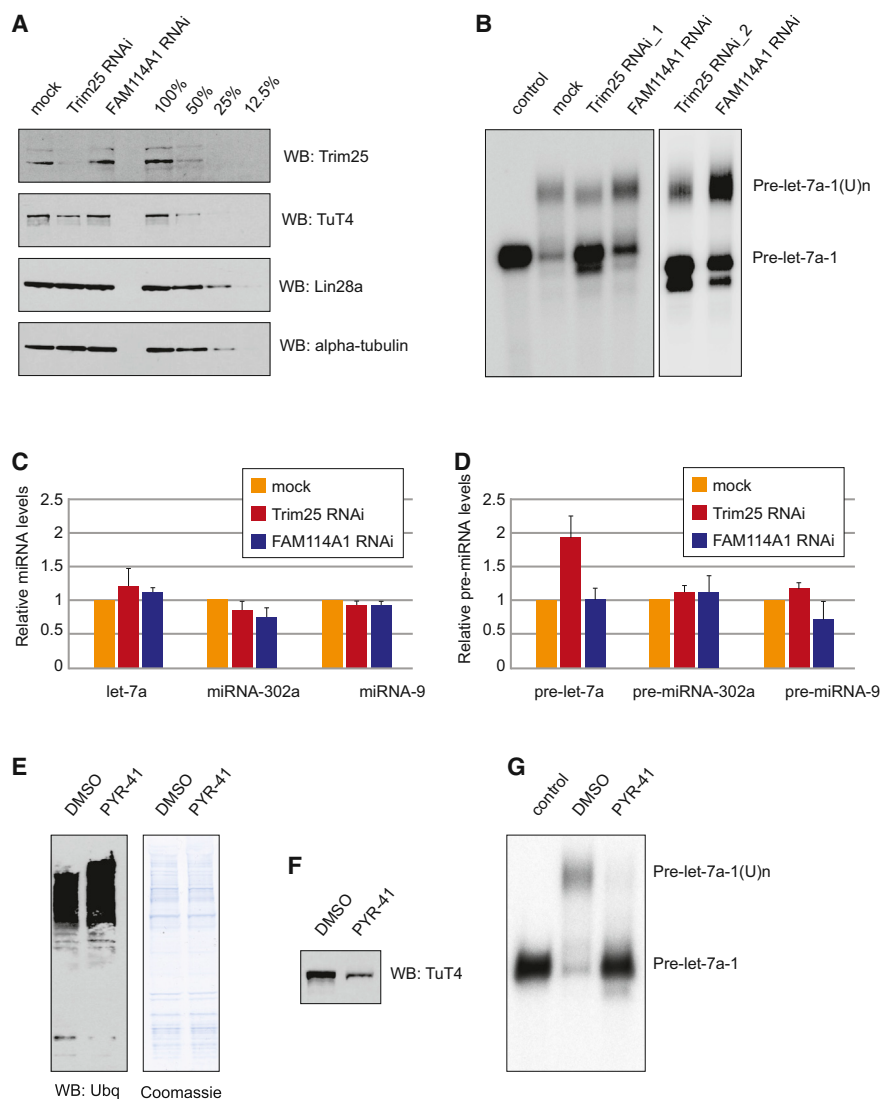 A
mock
Trim25 RNAi
FAM114A1 RNAi
100%
50%
25%
12.5%
WB: Trim25
WB: TuT4
WB: Lin28a
WB: alpha-tubulin
B
control
mock
Trim25 RNAi_1
FAM114A1 RNAi
Trim25 RNAi_2
FAM114A1 RNAi
Pre-let-7a-1(U)n
Pre-let-7a-1
C
Relative miRNA levels
2.5
2
1.5
1
0.5
0
mock
Trim25 RNAi
FAM114A1 RNAi
let-7a
miRNA-302a
miRNA-9
D
Relative pre-miRNA levels
2.5
2
1.5
1
0.5
0
mock
Trim25 RNAi
FAM114A1 RNAi
pre-let-7a
pre-miRNA-302a
pre-miRNA-9
E
DMSO
PYR-41
DMSO
PYR-41
WB: Ubq
Coomassie
F
DMSO
PYR-41
WB: TuT4
G
control
DMSO
PYR-41
Pre-let-7a-1(U)n
Pre-let-7a-1